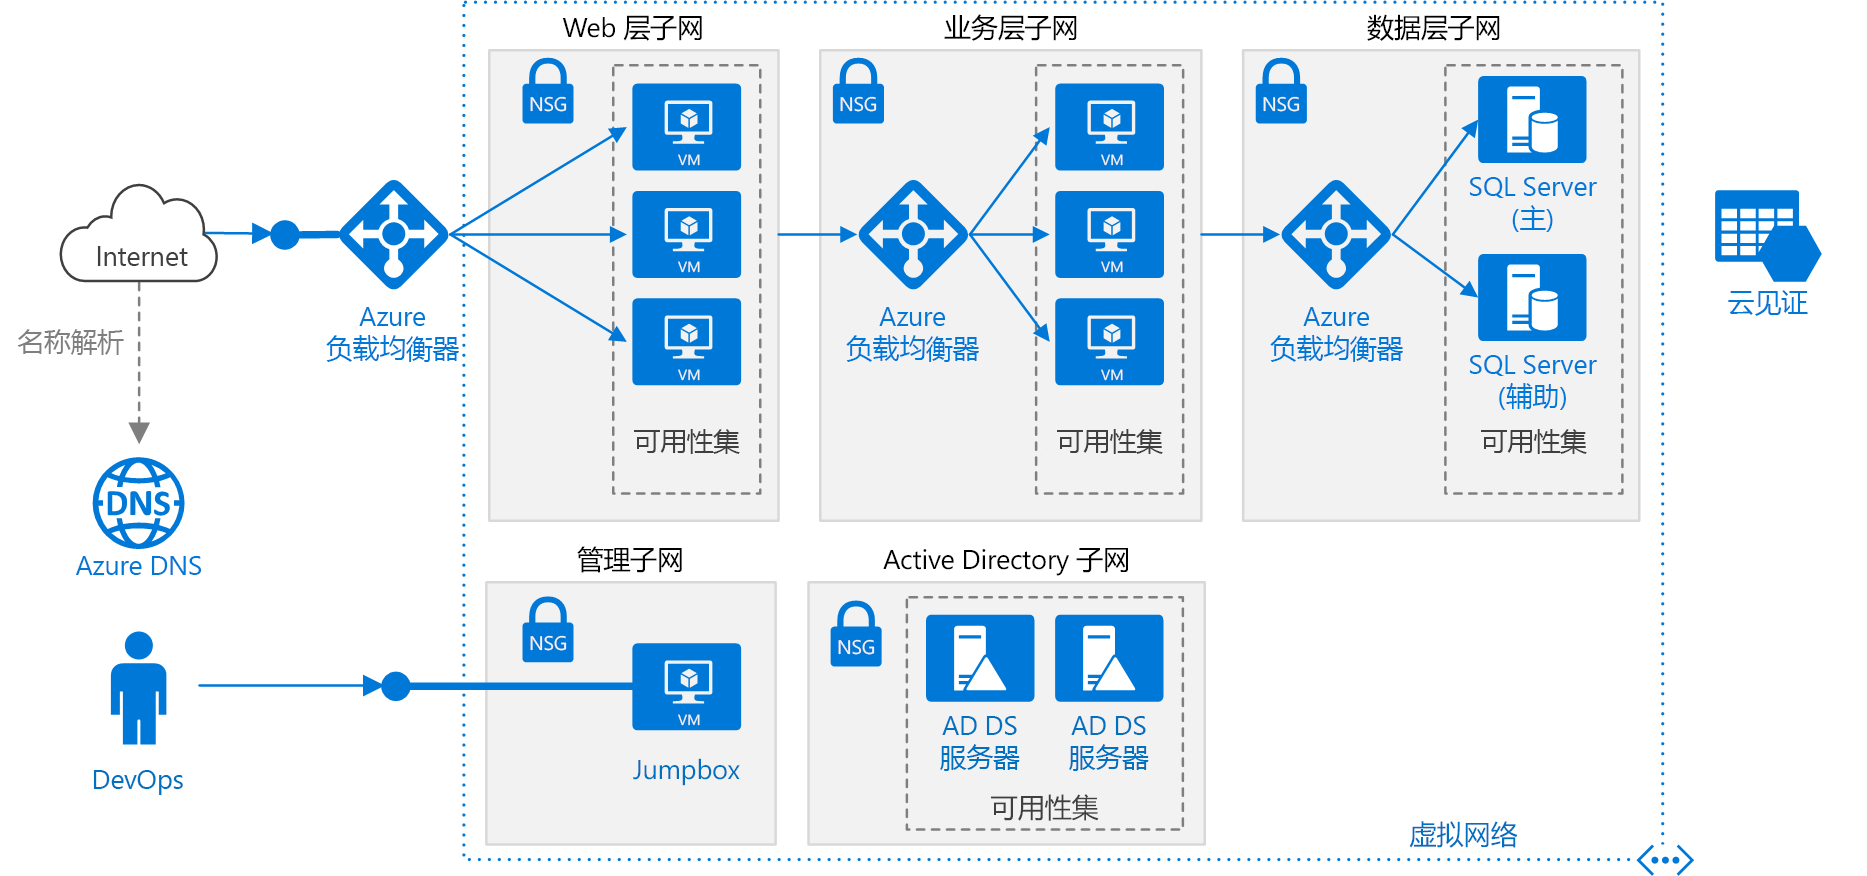 Web 层子网
业务层子网
数据层子网
NSG
NSG
NSG
VM
VM
VM
VM
VM
VM
SQL Server
(主)
SQL Server
(辅助)
Internet
Azure
负载均衡器
Azure
负载均衡器
Azure
负载均衡器
云见证
名称解析
可用性集
可用性集
可用性集
DNS
Azure DNS
管理子网
Active Directory 子网
NSG
NSG
VM
Jumpbox
AD DS
服务器
AD DS
服务器
可用性集
DevOps
虚拟网络